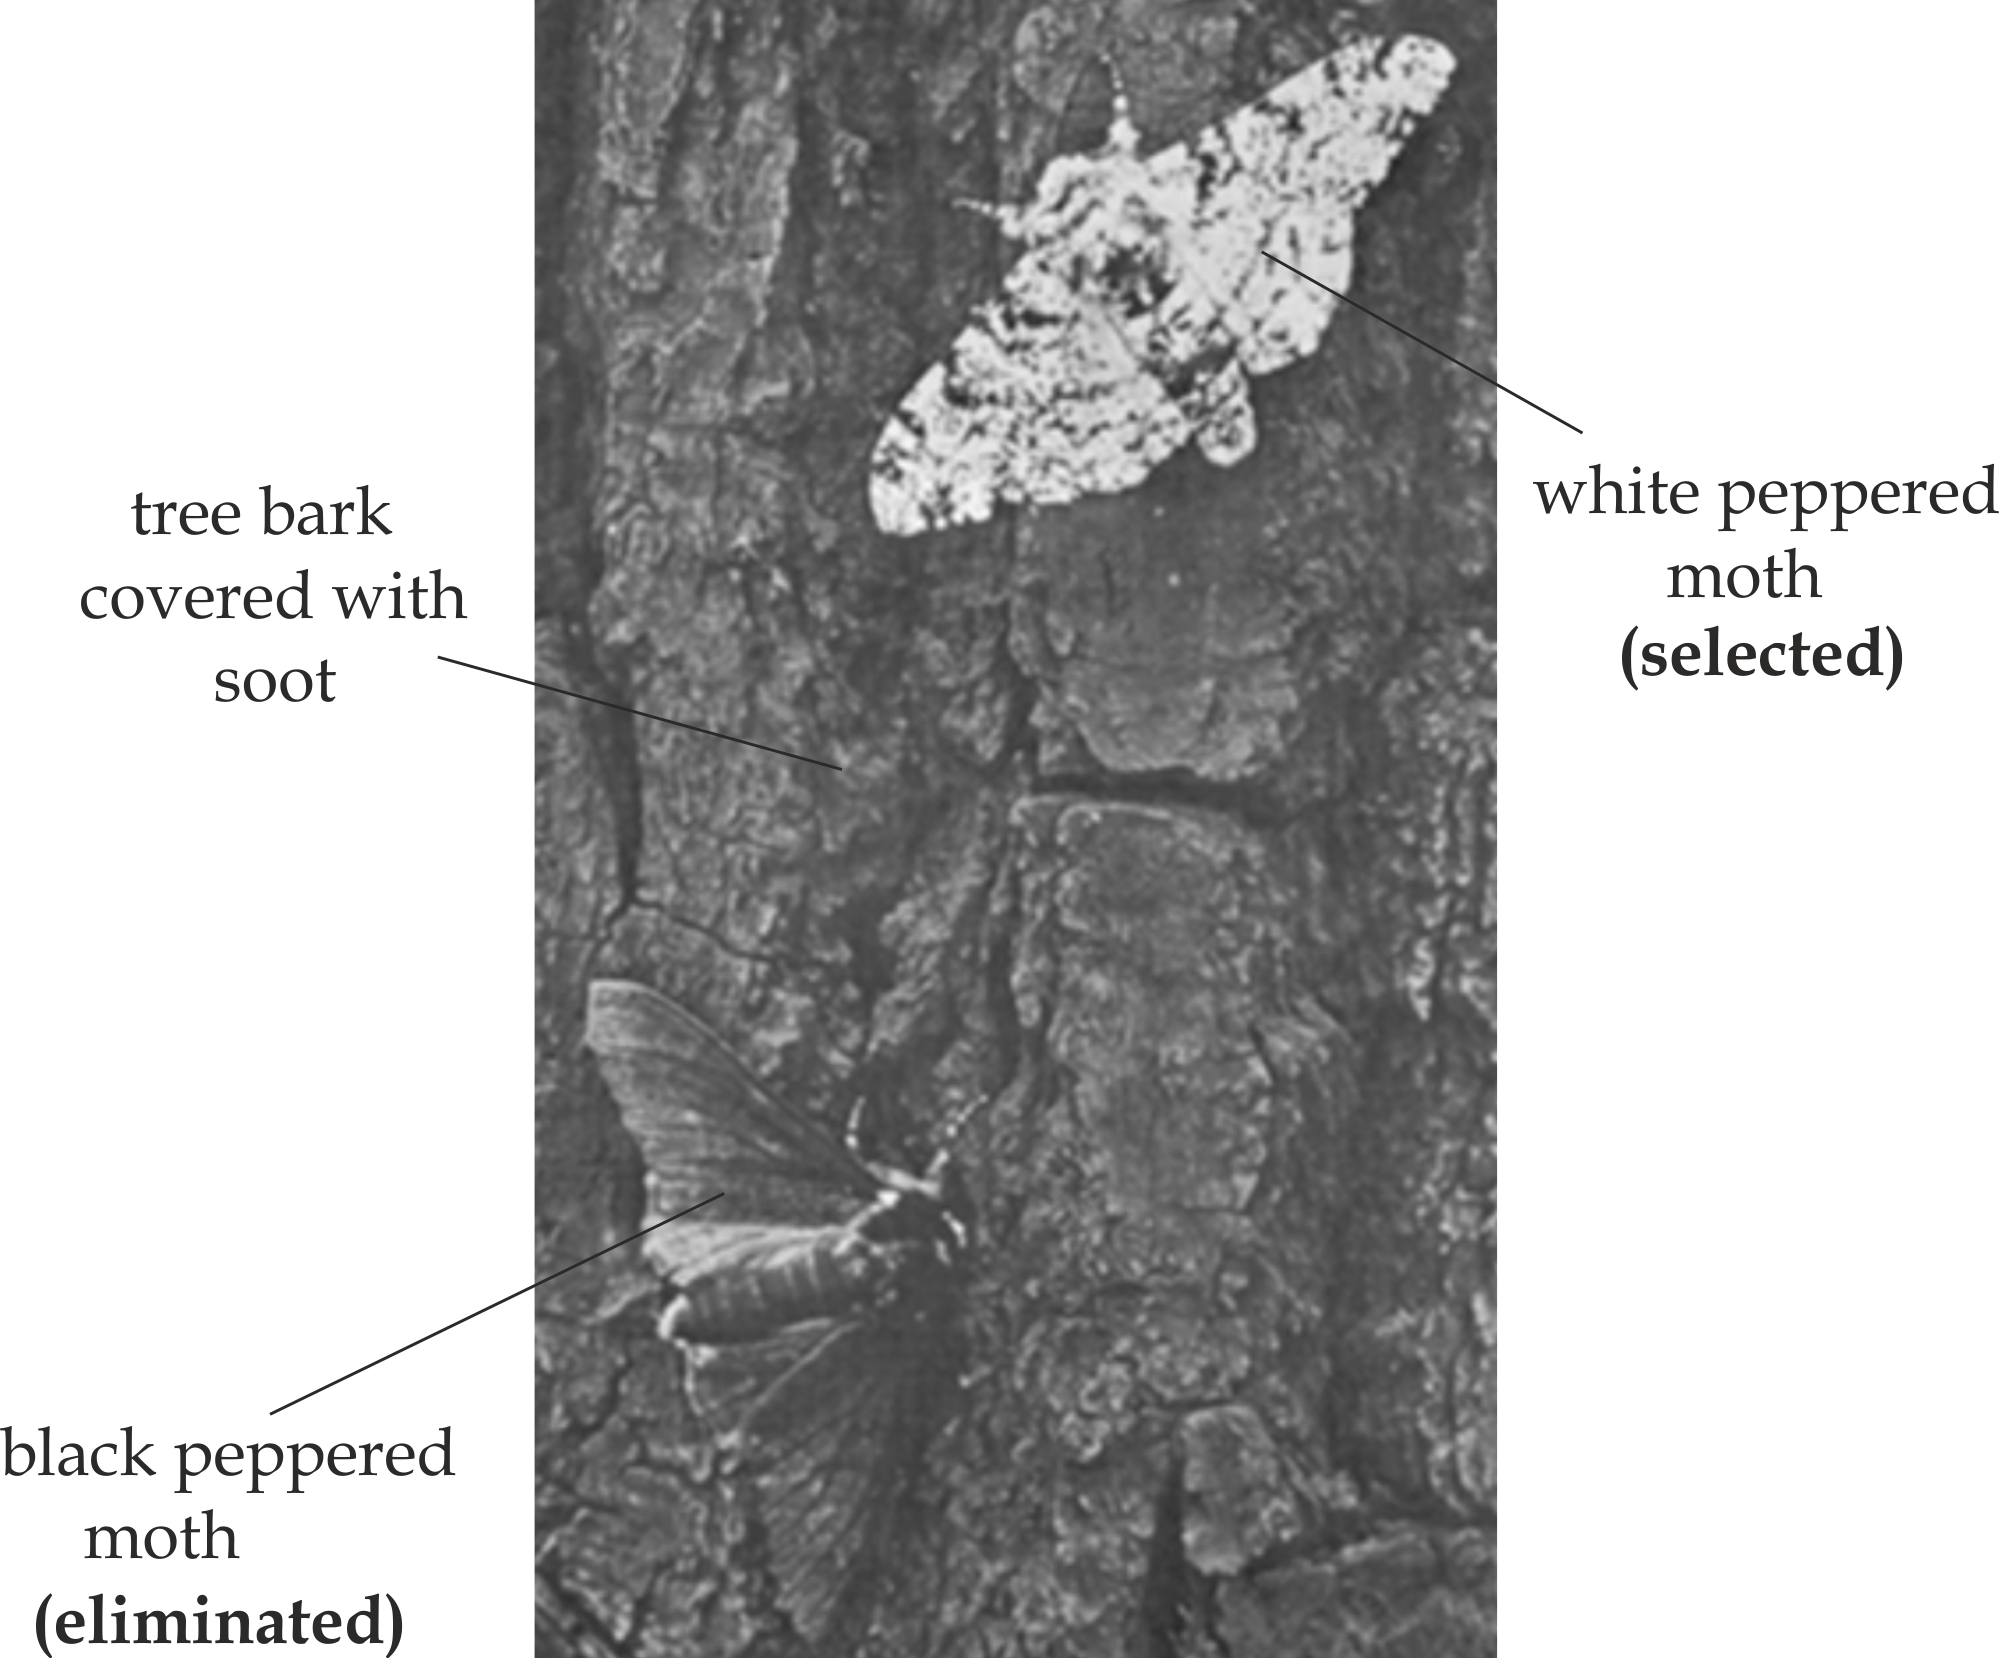 tree bark
covered with
soot
white peppered
moth
(selected)
black peppered
moth
(eliminated)